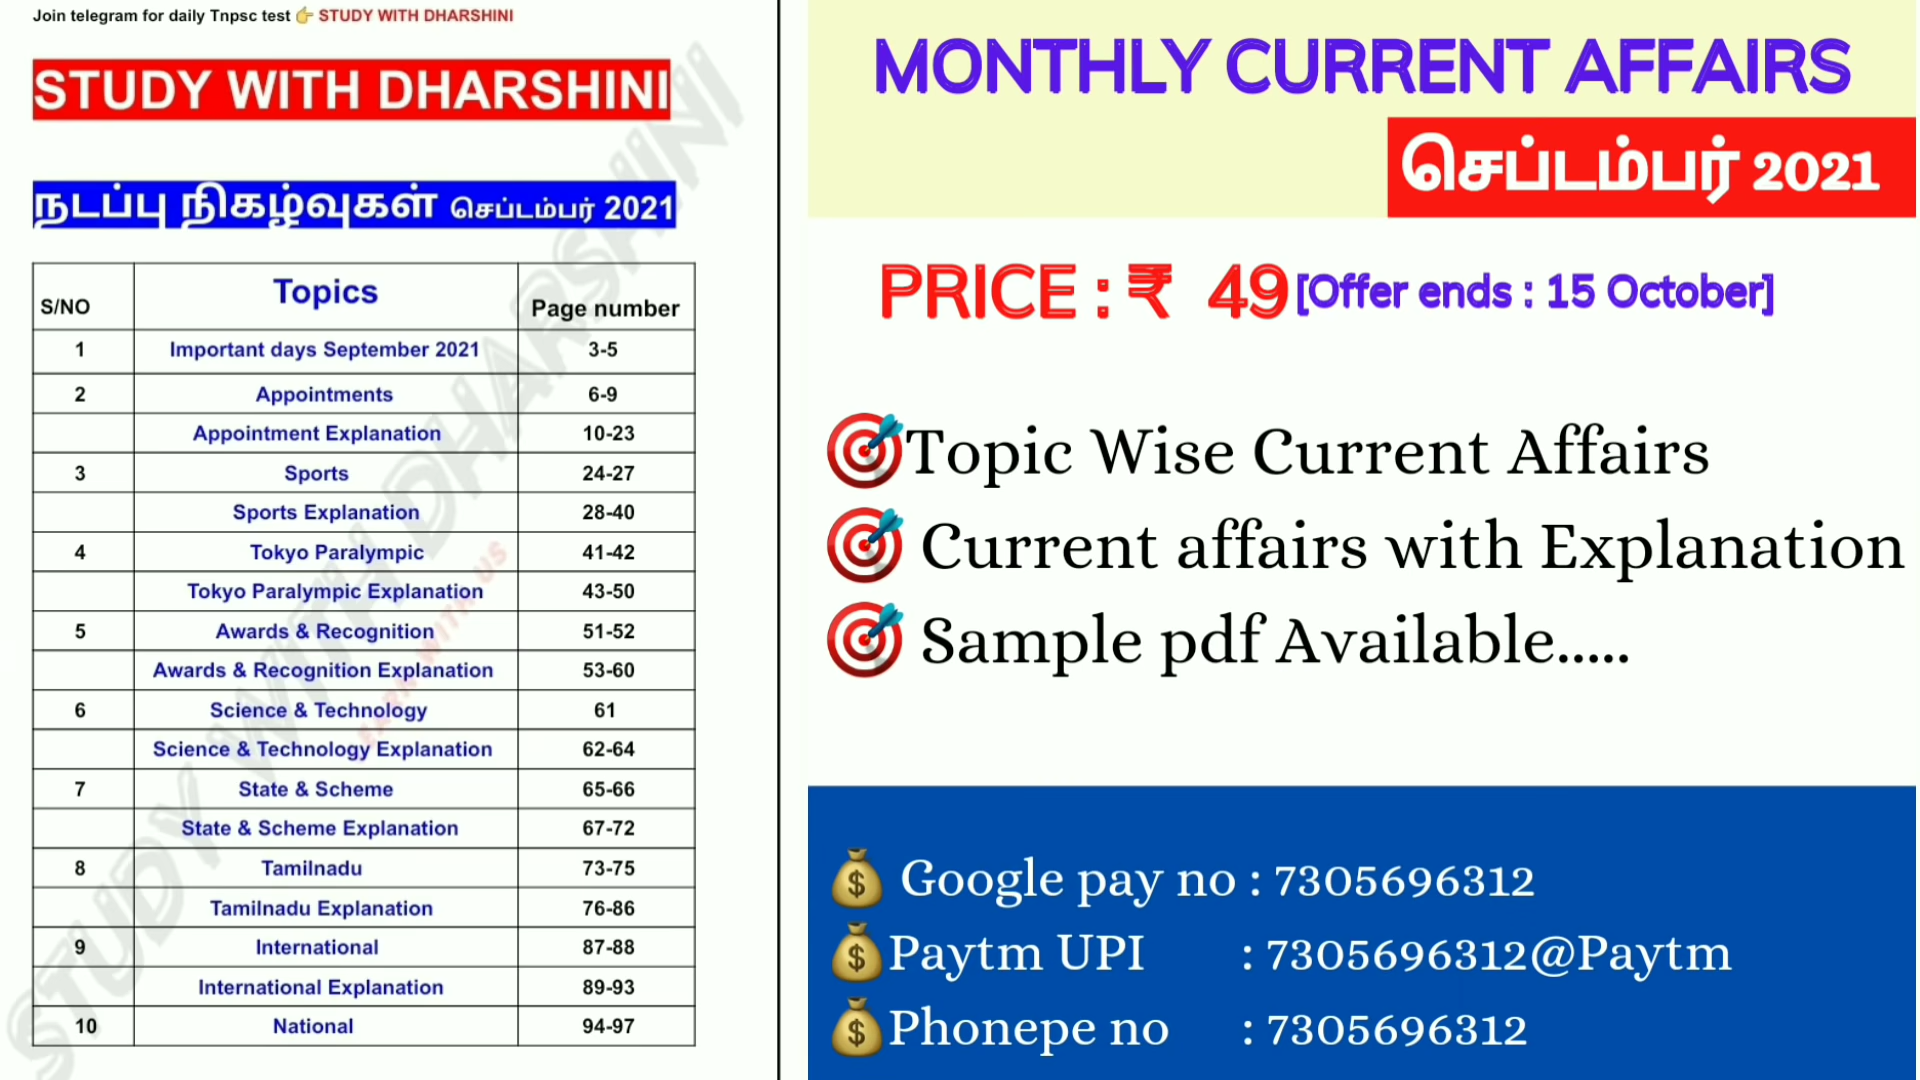 Join telegram for daily Tnpsc test 👉 STUDY WITH DHARSHINI
STUDY WITH DHARSHINI
நடப்பு நிகழ்வுகள் செப்டம்பர் 2021
S/NO Topics Page number
1 Important days September 2021 3-5
2 Appointments 6-9
Appointment Explanation 10-23
3 Sports 24-27
Sports Explanation 28-40
4 Tokyo Paralympic 41-42
Tokyo Paralympic Explanation 43-50
5 Awards & Recognition 51-52
Awards & Recognition Explanation 53-60
6 Science & Technology 61
Science & Technology Explanation 62-64
7 State & Scheme 65-66
State & Scheme Explanation 67-72
8 Tamilnadu 73-75
Tamilnadu Explanation 76-86
9 International 87-88
International Explanation 89-93
10 National 94-97
STUDY WITH DHARSHINI
EARN WITH US
MONTHLY CURRENT AFFAIRS
செப்டம்பர் 2021
PRICE : ₹ 49 [Offer ends : 15 October]
🎯Topic Wise Current Affairs
🎯 Current affairs with Explanation
🎯 Sample pdf Available.....
💰 Google pay no : 7305696312
💰Paytm UPI : 7305696312@Paytm
💰Phonepe no : 7305696312